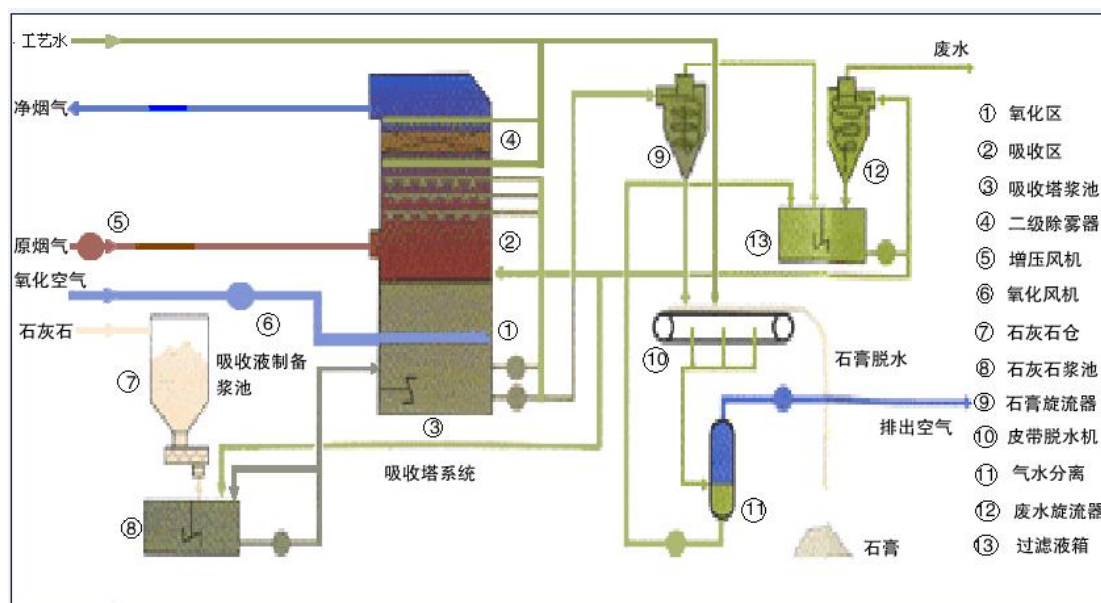 工艺水
废水
净烟气
④
⑨
⑫
① 氧化区
② 吸收区
③ 吸收塔浆池
④ 二级除雾器
⑤ 增压风机
⑥ 氧化风机
⑦ 石灰石仓
⑧ 石灰石浆池
⑨ 石膏旋流器
⑩ 皮带脱水机
⑪ 气水分离
⑫ 废水旋流器
⑬ 过滤液箱
⑤
原烟气
②
⑬
氧化空气
⑥
①
石灰石
⑦
吸收液制备
浆池
⑩
石膏脱水
③
排出空气
吸收塔系统
⑧
⑪
石膏